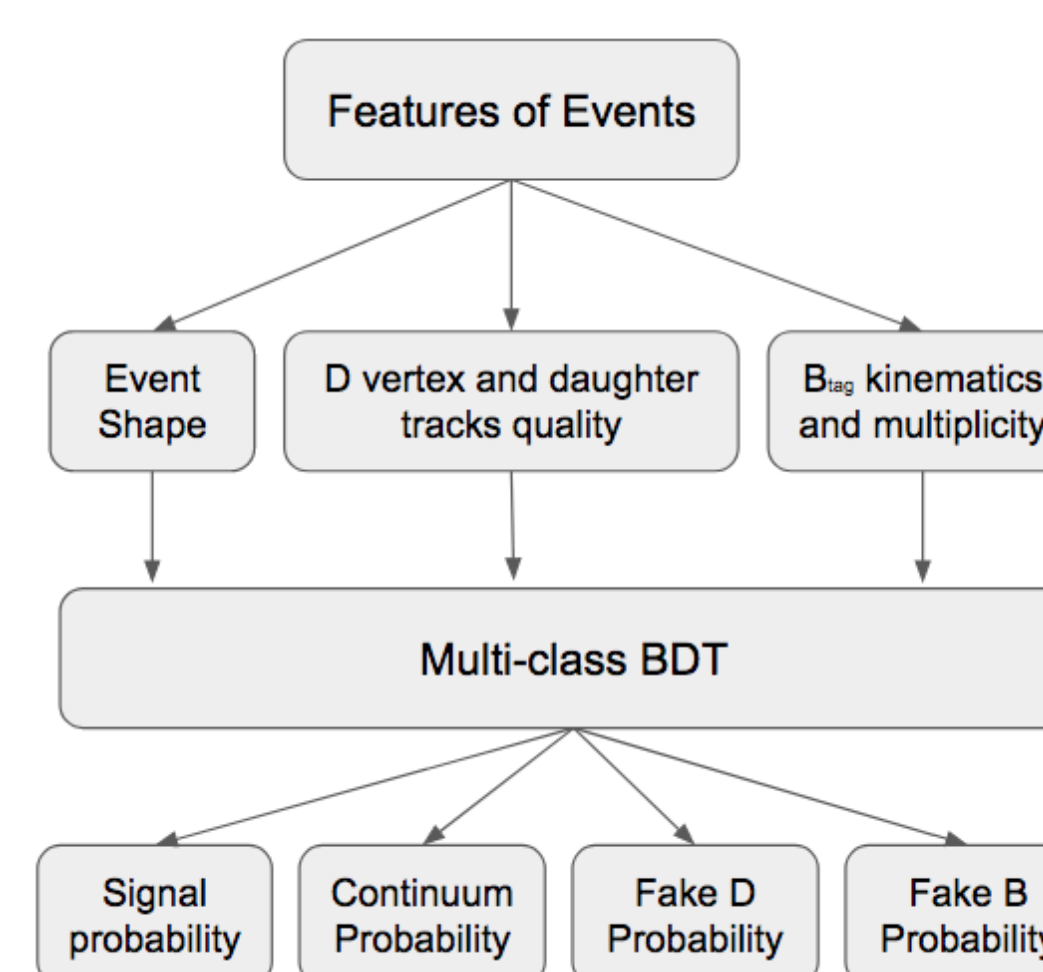 Features of Events
Event
Shape
D vertex and daughter
tracks quality
Btag kinematics
and multiplicity
Multi-class BDT
Signal
probability
Continuum
Probability
Fake D
Probability
Fake B
Probability